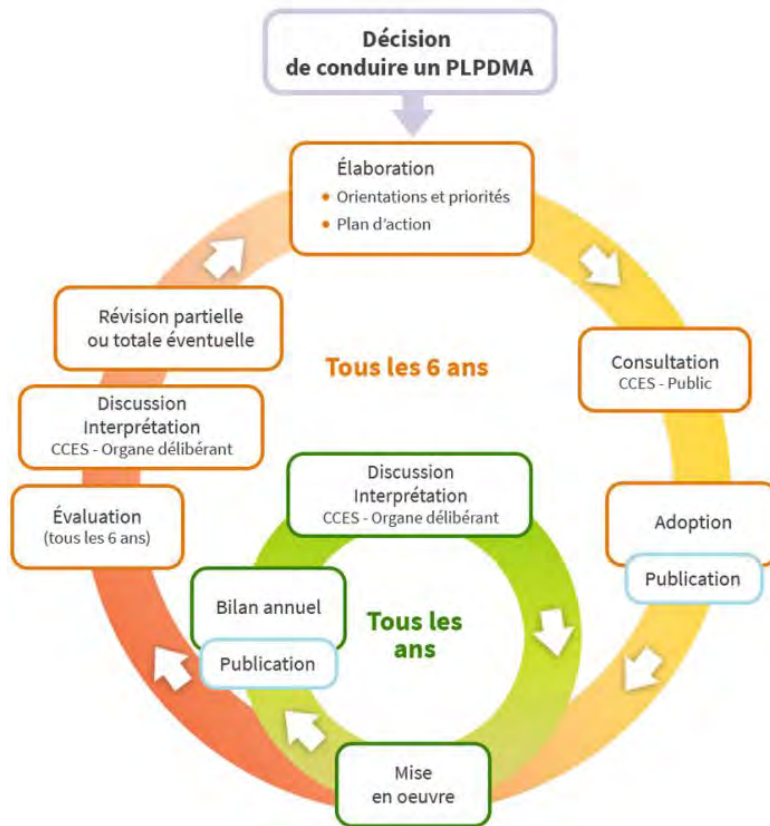 Décision
de conduire un PLPDMA
Élaboration
• Orientations et priorités
• Plan d'action
Révision partielle
ou totale éventuelle
Tous les 6 ans
Consultation
CCES - Public
Discussion
Interprétation
CCES - Organe délibérant
Discussion
Interprétation
CCES - Organe délibérant
Évaluation
(tous les 6 ans)
Adoption
Publication
Bilan annuel
Publication
Tous les
ans
Mise
en oeuvre